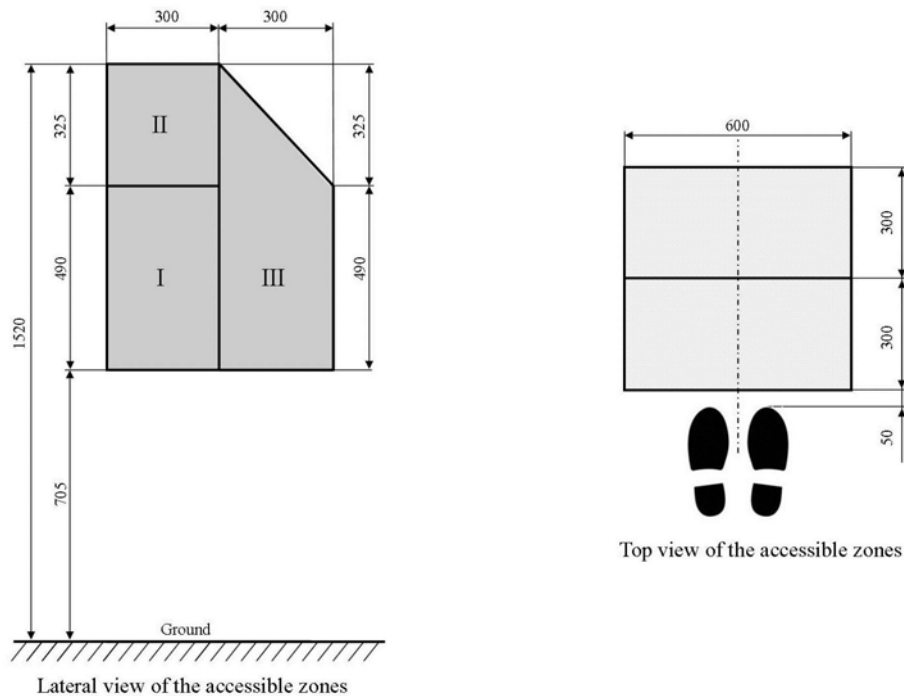 300
300
325
325
II
600
300
490
I
III
490
300
1520
50
705
Top view of the accessible zones
Ground
Lateral view of the accessible zones